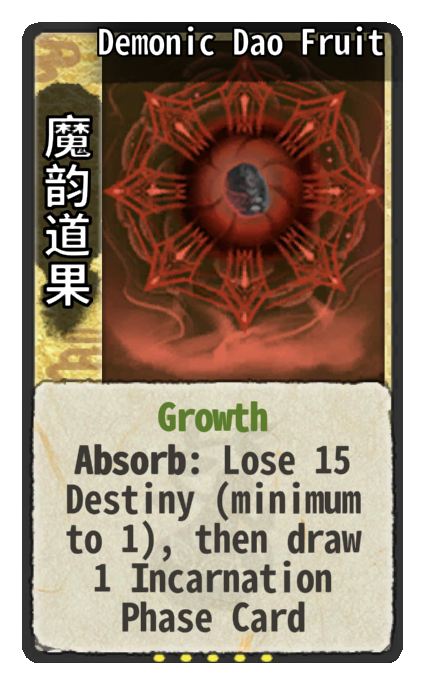 Demonic Dao Fruit
魔韵道果
Growth
Absorb: Lose 15
Destiny (minimum
to 1), then draw
1 Incarnation
Phase Card